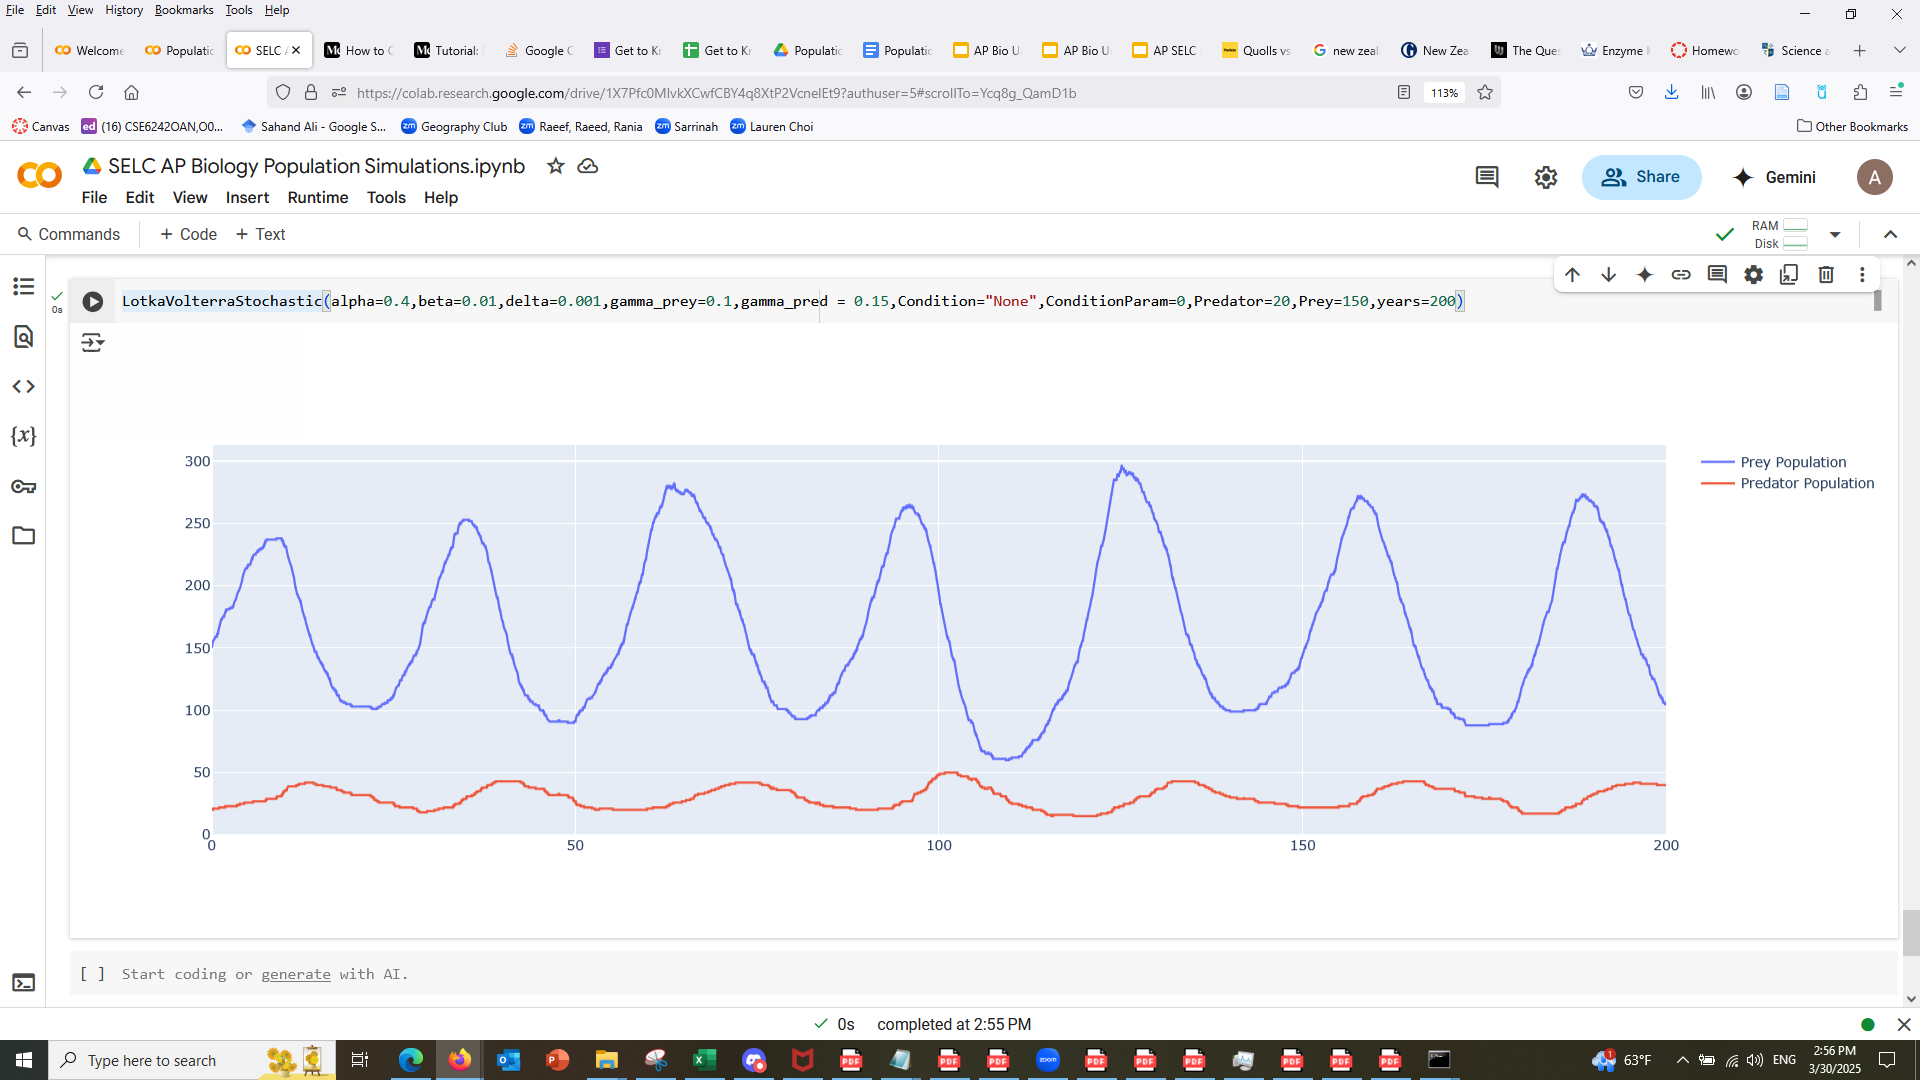 File Edit View History Bookmarks Tools Help
Welcome Populatic SELC A How to C Tutorial: Google C Get to Kr Get to Kr Populatic Populatic AP Bio U AP Bio U AP SELC Quolls vs new zeal New Zea The Ques Enzyme Homewo Science a
https://colab.research.google.com/drive/1X7Pfc0MIvkXCwfCBY4q8XtP2VcneIEt9?authuser=5#scrollTo=Ycq8g_QamD1b 113%
Canvas (16) CSE6242OAN,O0... Sahand Ali - Google S... Geography Club Raeef, Raeed, Rania Sarrinah Lauren Choi Other Bookmarks
SELC AP Biology Population Simulations.ipynb
Share Gemini A
File Edit View Insert Runtime Tools Help
Commands + Code + Text RAM Disk
LotkaVolterraStochastic(alpha=0.4,beta=0.01,delta=0.001,gamma_prey=0.1,gamma_pred = 0.15,Condition="None",ConditionParam=0,Predator=20,Prey=150,years=200)
0s
300
250
200
150
100
50
0
0 50 100 150 200
Prey Population
Predator Population
[ ] Start coding or generate with AI.
0s completed at 2:55 PM
Type here to search
63°F ENG 2:56 PM
3/30/2025